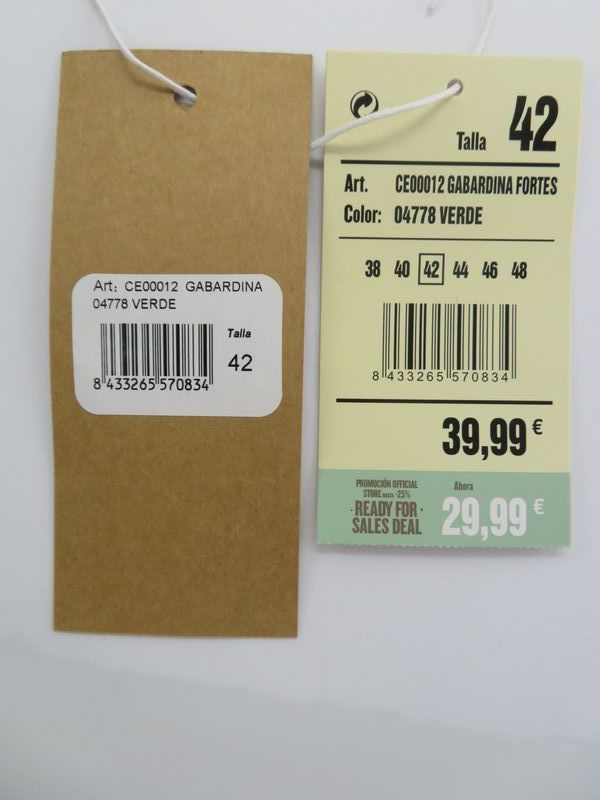 Art: CE00012 GABARDINA
04778 VERDE
Talla
42
8 433265 570834
Talla 42
Art. CE00012 GABARDINA FORTES
Color: 04778 VERDE
38 40 42 44 46 48
8 433265 570834
39,99 €
PROMOCIÓN OFFICIAL
STORE HASTA -25%
· READY FOR ·
SALES DEAL
Ahora
29,99 €